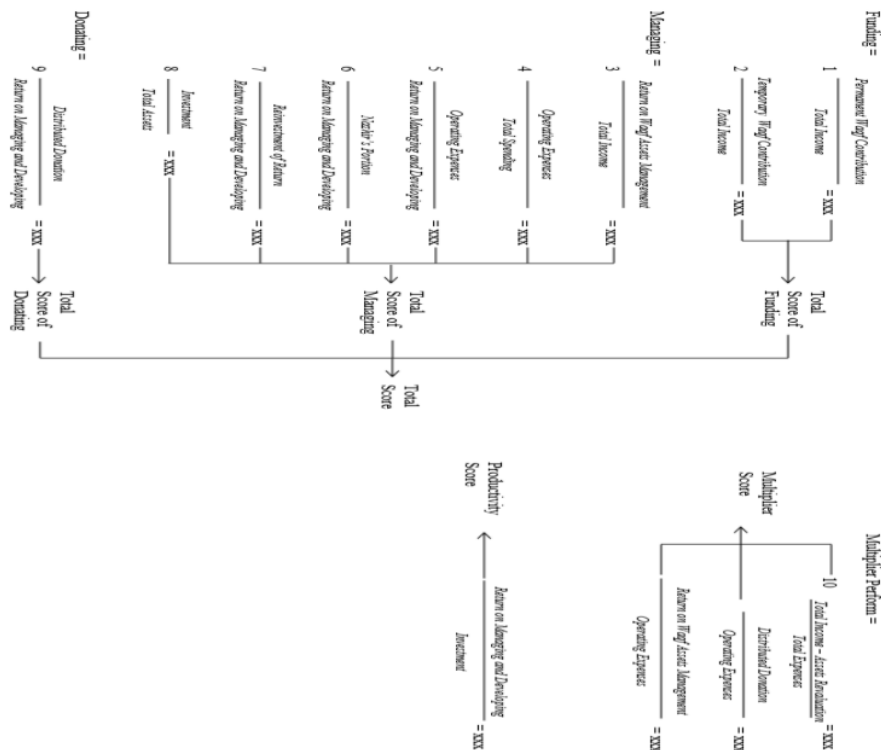 Funding =
1
Permanent Waqf Contribution
Total Income
= xxx
2
Temporary Waqf Contribution
Total Income
= xxx
Total
Score of
Funding
Managing =
3
Return on Waqf Assets Management
Total Income
= xxx
4
Operating Expenses
Total Spending
= xxx
5
Operating Expenses
Return on Managing and Developing
= xxx
6
Nazhir's Portion
Return on Managing and Developing
= xxx
7
Reinvestment of Return
Return on Managing and Developing
= xxx
8
Investment
Total Assets
= xxx
Total
Score of
Managing
Donating =
9
Distributed Donation
Return on Managing and Developing
= xxx
Total
Score of
Donating
Total
Score
Multiplier Perform =
10
Total Income – Assets Revaluation
Total Expenses
= xxx
Distributed Donation
Operating Expenses
= xxx
Return on Waqf Assets Management
Operating Expenses
= xxx
Multiplier
Score
Return on Managing and Developing
Investment
= xxx
Productivity
Score